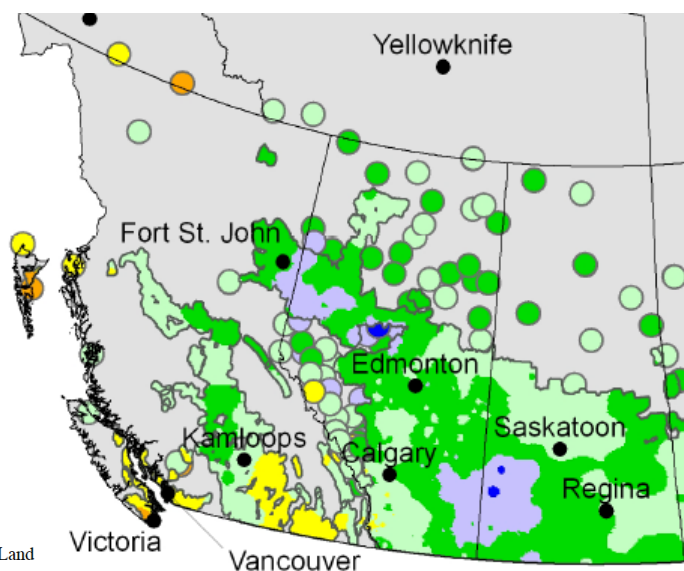 Yellowknife
Fort St. John
Edmonton
Saskatoon
Kamloops
Calgary
Regina
Victoria
Land
Vancouver